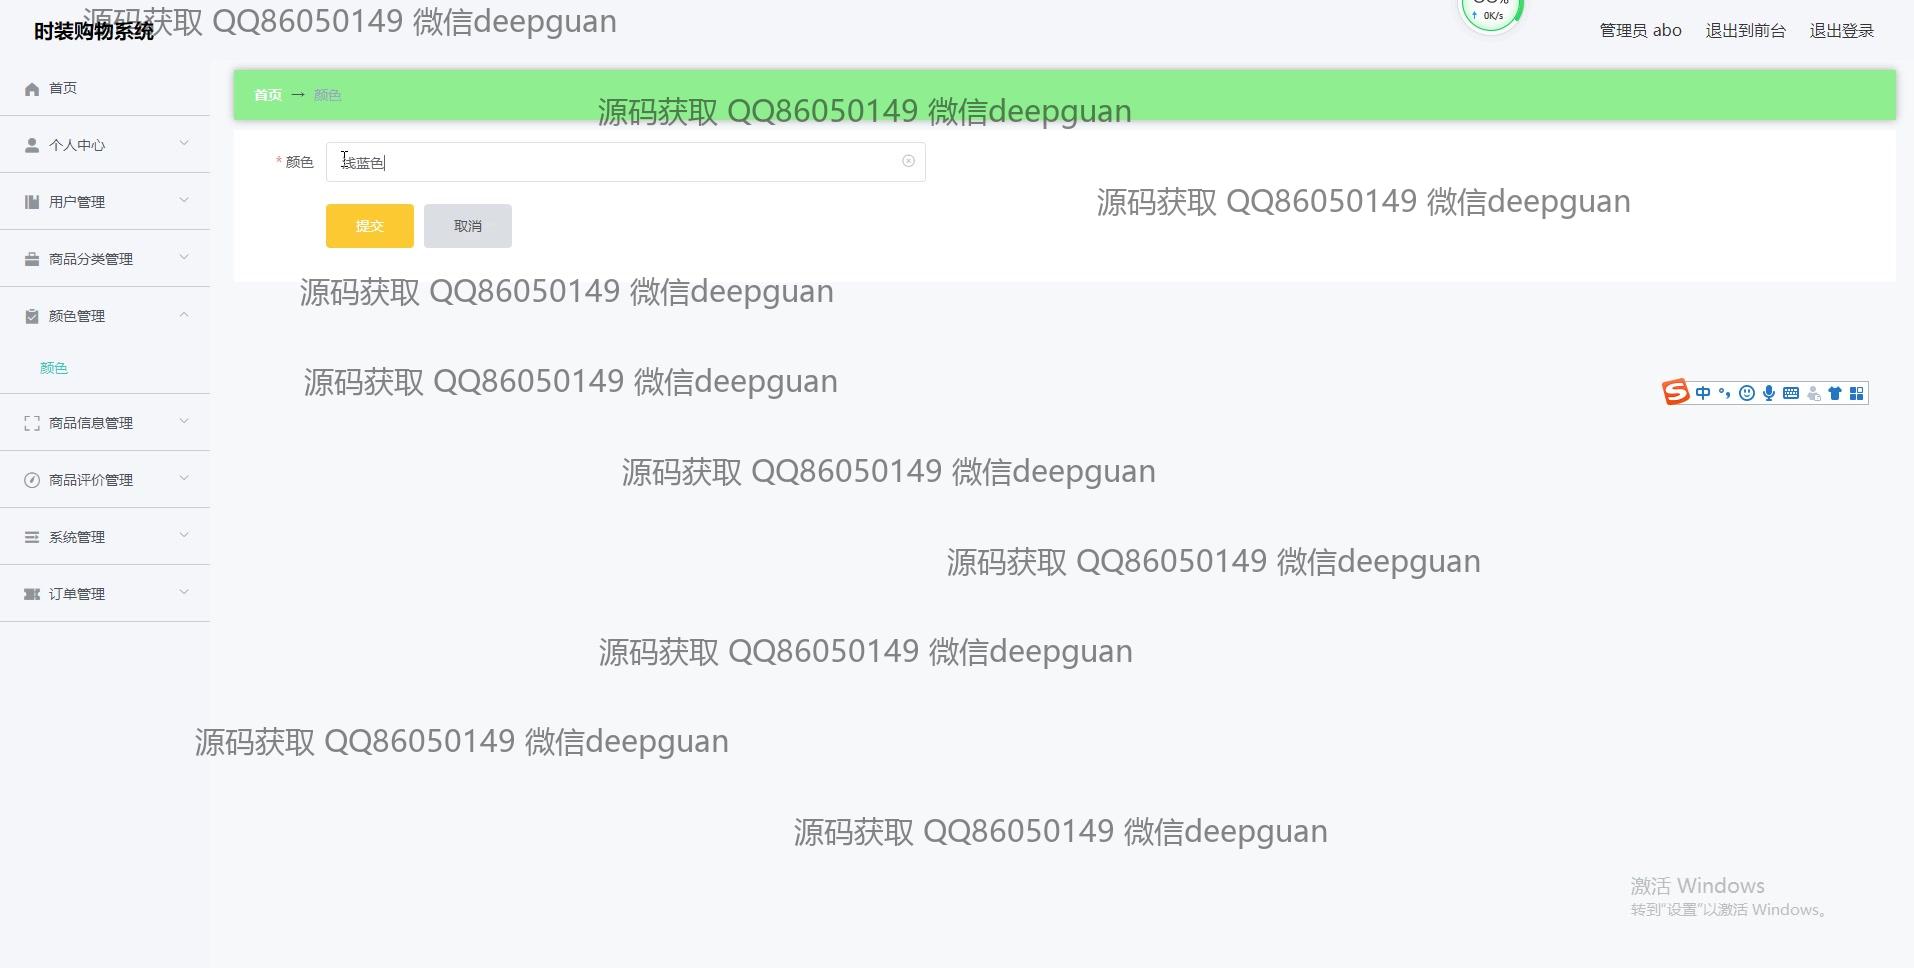 源码获取 QQ86050149 微信deepguan
时装购物系统
0K/s
管理员 abo
退出到前台
退出登录
首页
个人中心
用户管理
商品分类管理
颜色管理
颜色
商品信息管理
商品评价管理
系统管理
订单管理
首页 → 颜色
源码获取 QQ86050149 微信deepguan
* 颜色
浅蓝色
提交
取消
源码获取 QQ86050149 微信deepguan
源码获取 QQ86050149 微信deepguan
源码获取 QQ86050149 微信deepguan
中
源码获取 QQ86050149 微信deepguan
源码获取 QQ86050149 微信deepguan
源码获取 QQ86050149 微信deepguan
源码获取 QQ86050149 微信deepguan
源码获取 QQ86050149 微信deepguan
激活 Windows
转到“设置”以激活 Windows。